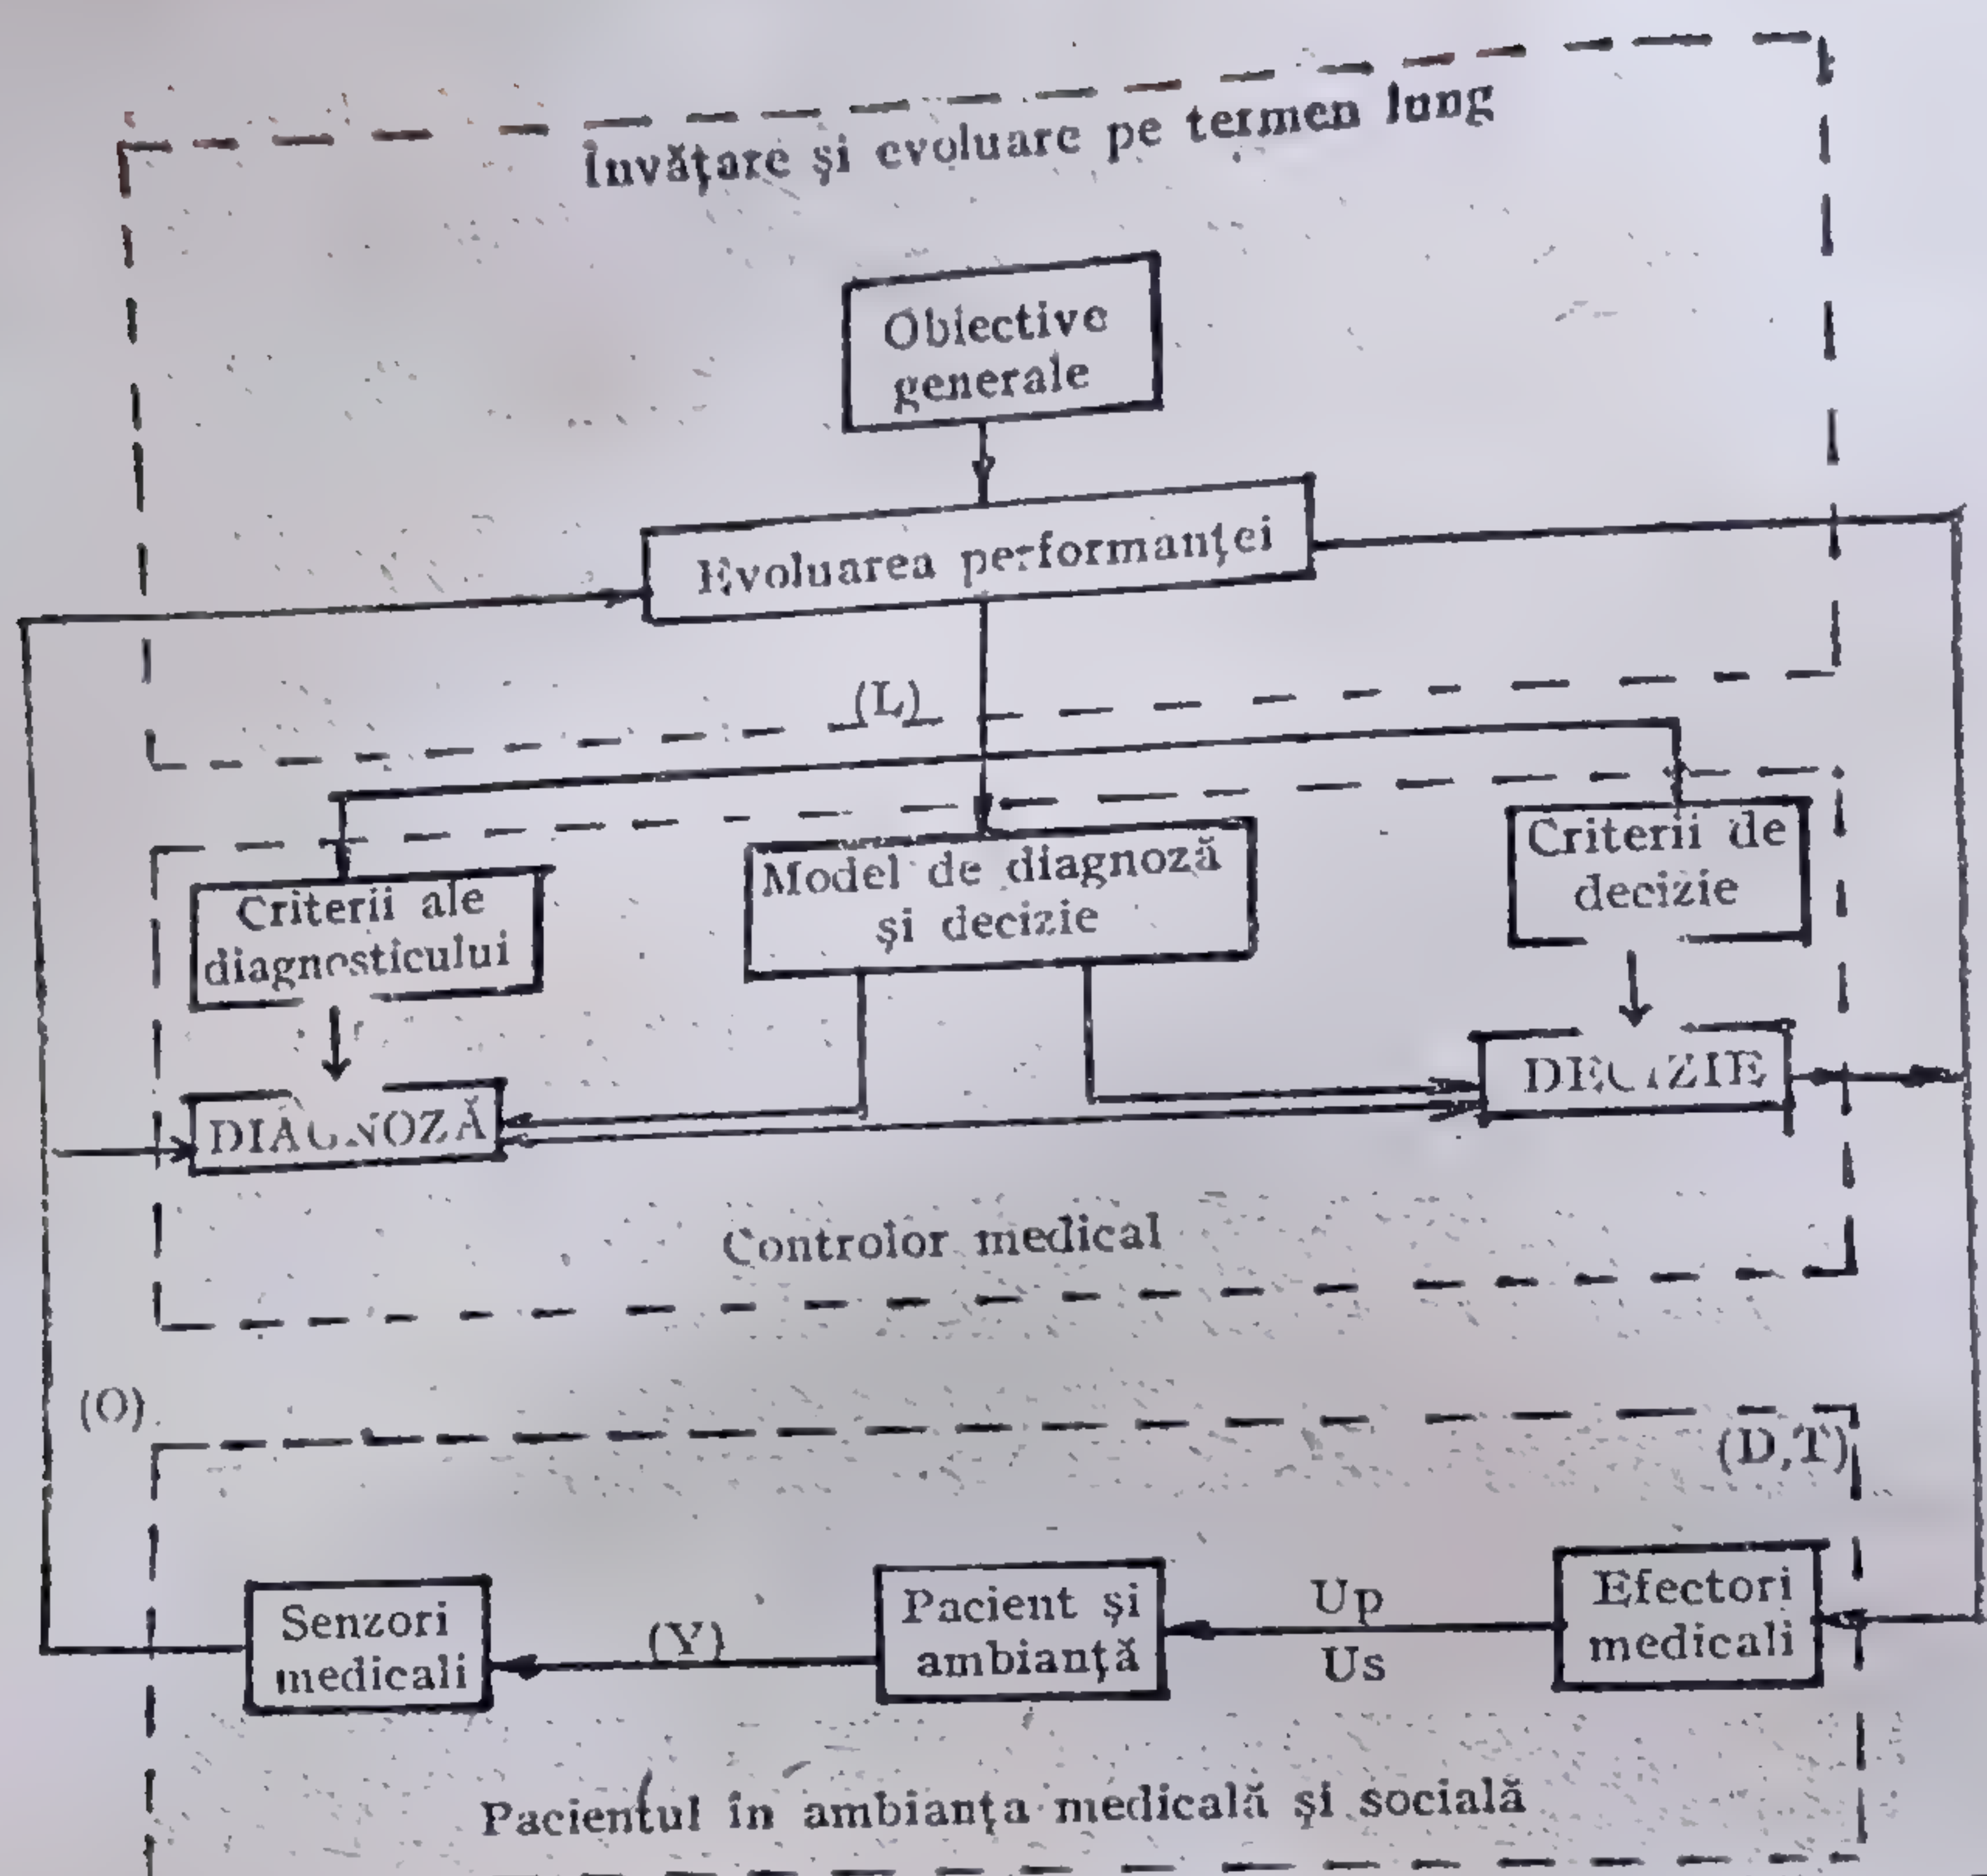 Învățare și evoluare pe termen lung
Obiective
generale
Evoluarea performanței
(L)
Criterii ale
diagnosticului
Model de diagnoză
și decizie
Criterii de
decizie
DIAGNOZĂ
DECIZIE
Controlor medical
(O)
(D,T)
Senzori
medicali
(Y)
Pacient și
ambianță
Up
Us
Efectori
medicali
Pacientul în ambianța medicală și socială